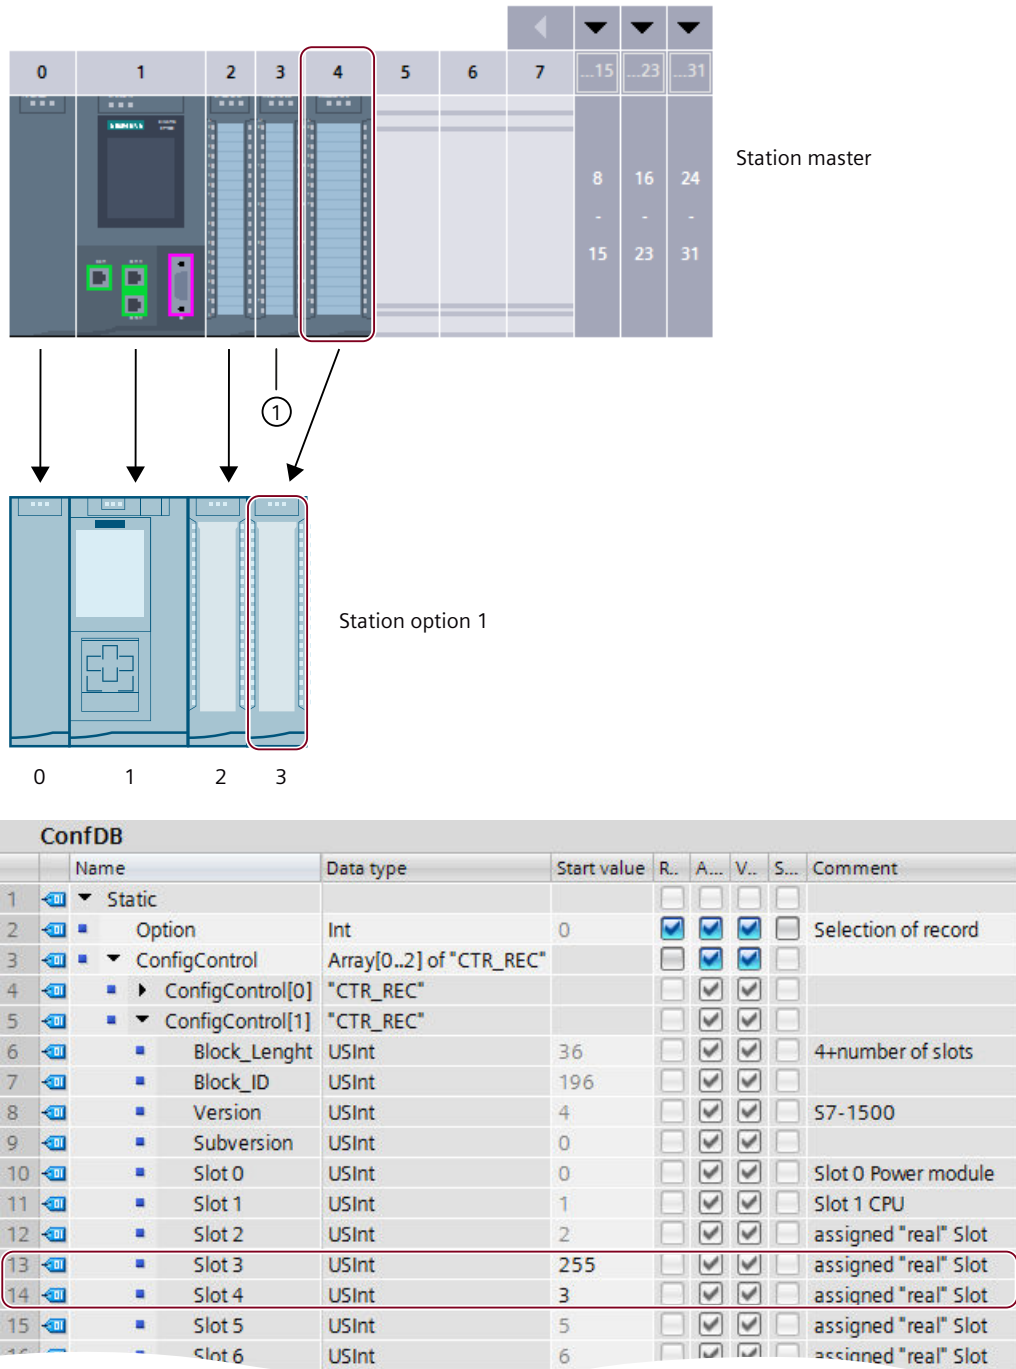 0 1 2 3 4 5 6 7 ...15 ...23 ...31
8 16 24
- - -
15 23 31
Station master
SIEMENS
1
Station option 1
0 1 2 3
ConfDB
Name Data type Start value R.. A... V.. S... Comment
1 Static
2 Option Int 0 Selection of record
3 ConfigControl Array[0..2] of "CTR_REC"
4 ConfigControl[0] "CTR_REC"
5 ConfigControl[1] "CTR_REC"
6 Block_Lenght USInt 36 4+number of slots
7 Block_ID USInt 196
8 Version USInt 4 S7-1500
9 Subversion USInt 0
10 Slot 0 USInt 0 Slot 0 Power module
11 Slot 1 USInt 1 Slot 1 CPU
12 Slot 2 USInt 2 assigned "real" Slot
13 Slot 3 USInt 255 assigned "real" Slot
14 Slot 4 USInt 3 assigned "real" Slot
15 Slot 5 USInt 5 assigned "real" Slot
16 Slot 6 USInt 6 assigned "real" Slot